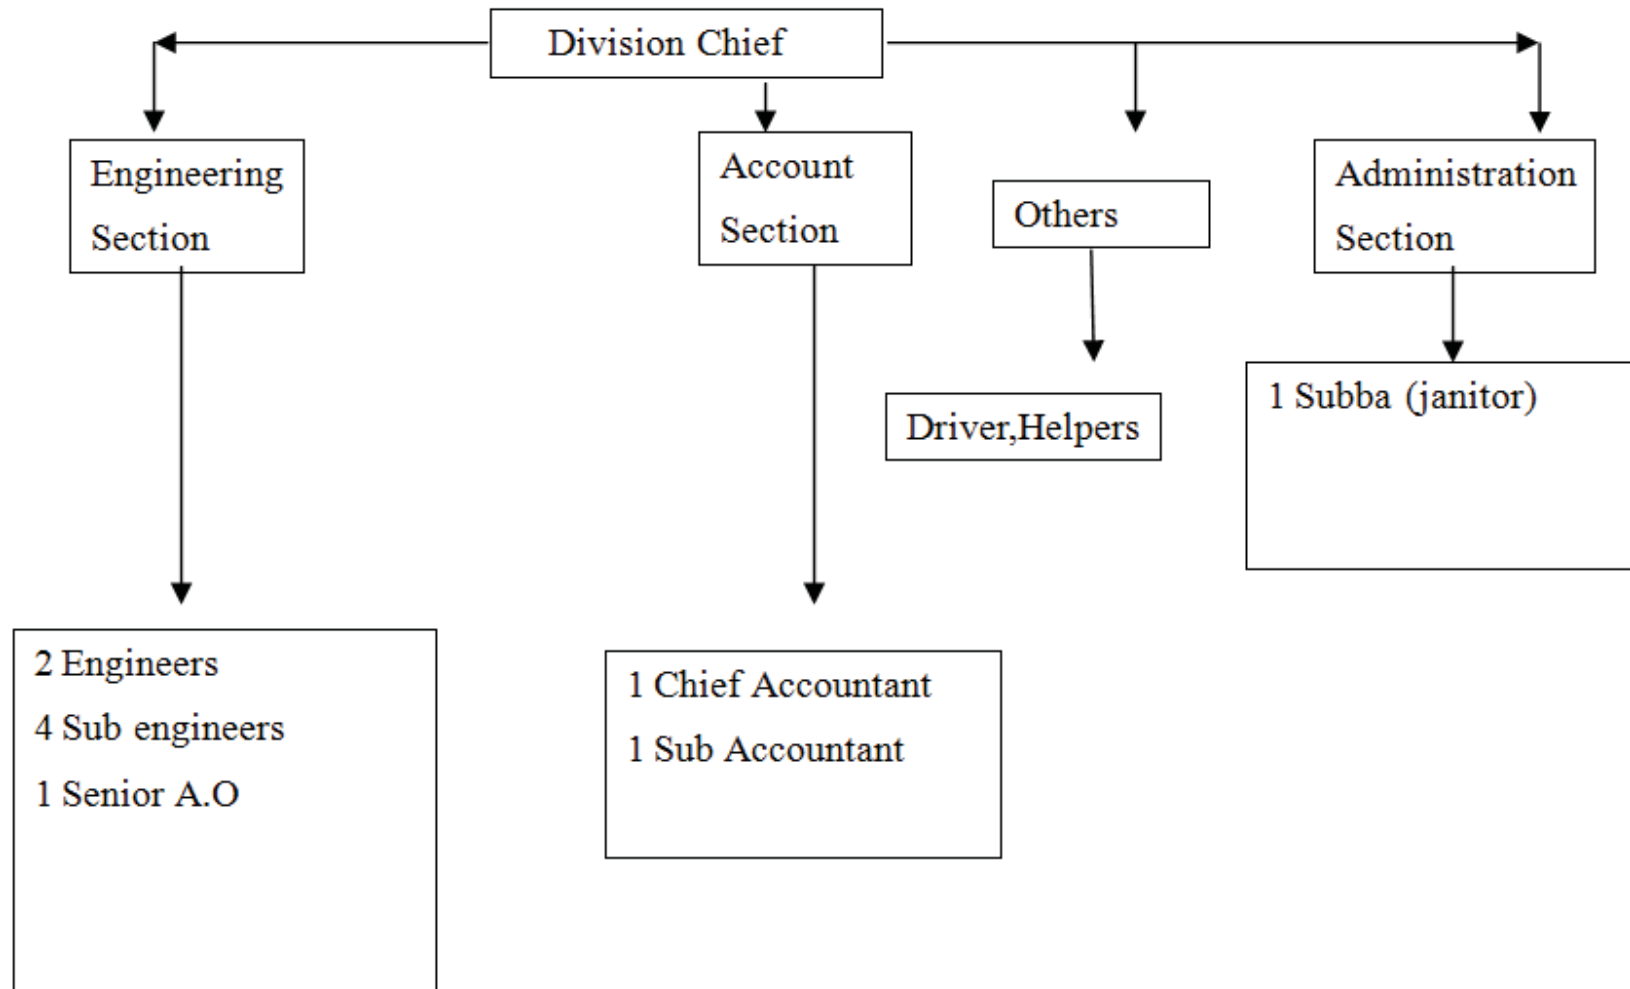 Division Chief
Engineering
Section
Account
Section
Others
Administration
Section
Driver,Helpers
1 Subba (janitor)
2 Engineers
4 Sub engineers
1 Senior A.O
1 Chief Accountant
1 Sub Accountant